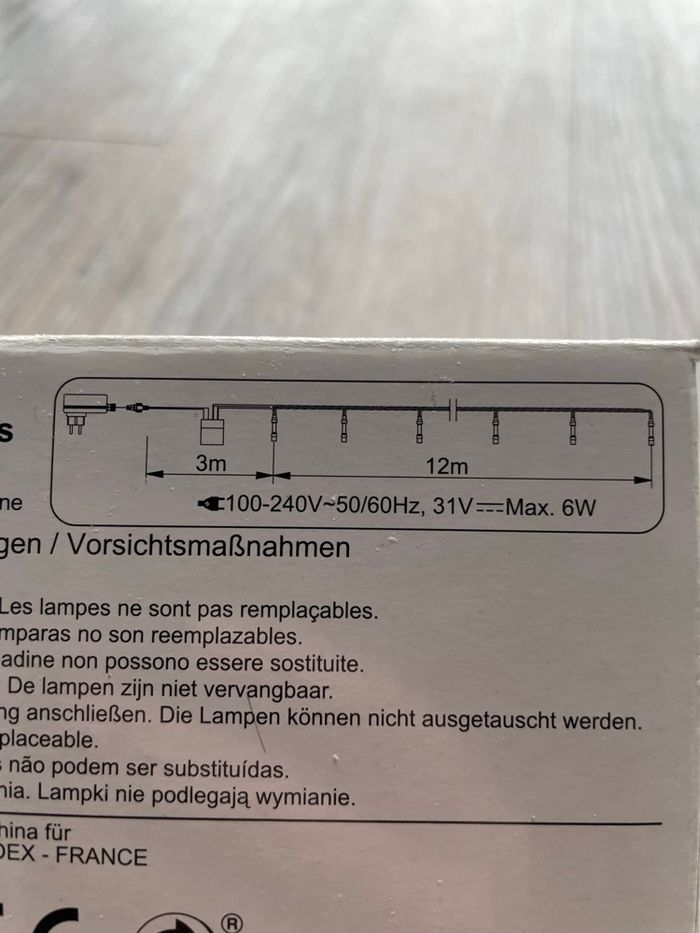 s
3m
12m
100-240V~50/60Hz, 31V⎓Max. 6W
ne
gen / Vorsichtsmaßnahmen
Les lampes ne sont pas remplaçables.
mparas no son reemplazables.
adine non possono essere sostituite.
De lampen zijn niet vervangbaar.
ng anschließen. Die Lampen können nicht ausgetauscht werden.
placeable.
s não podem ser substituídas.
nia. Lampki nie podlegają wymianie.
hina für
DEX - FRANCE
®